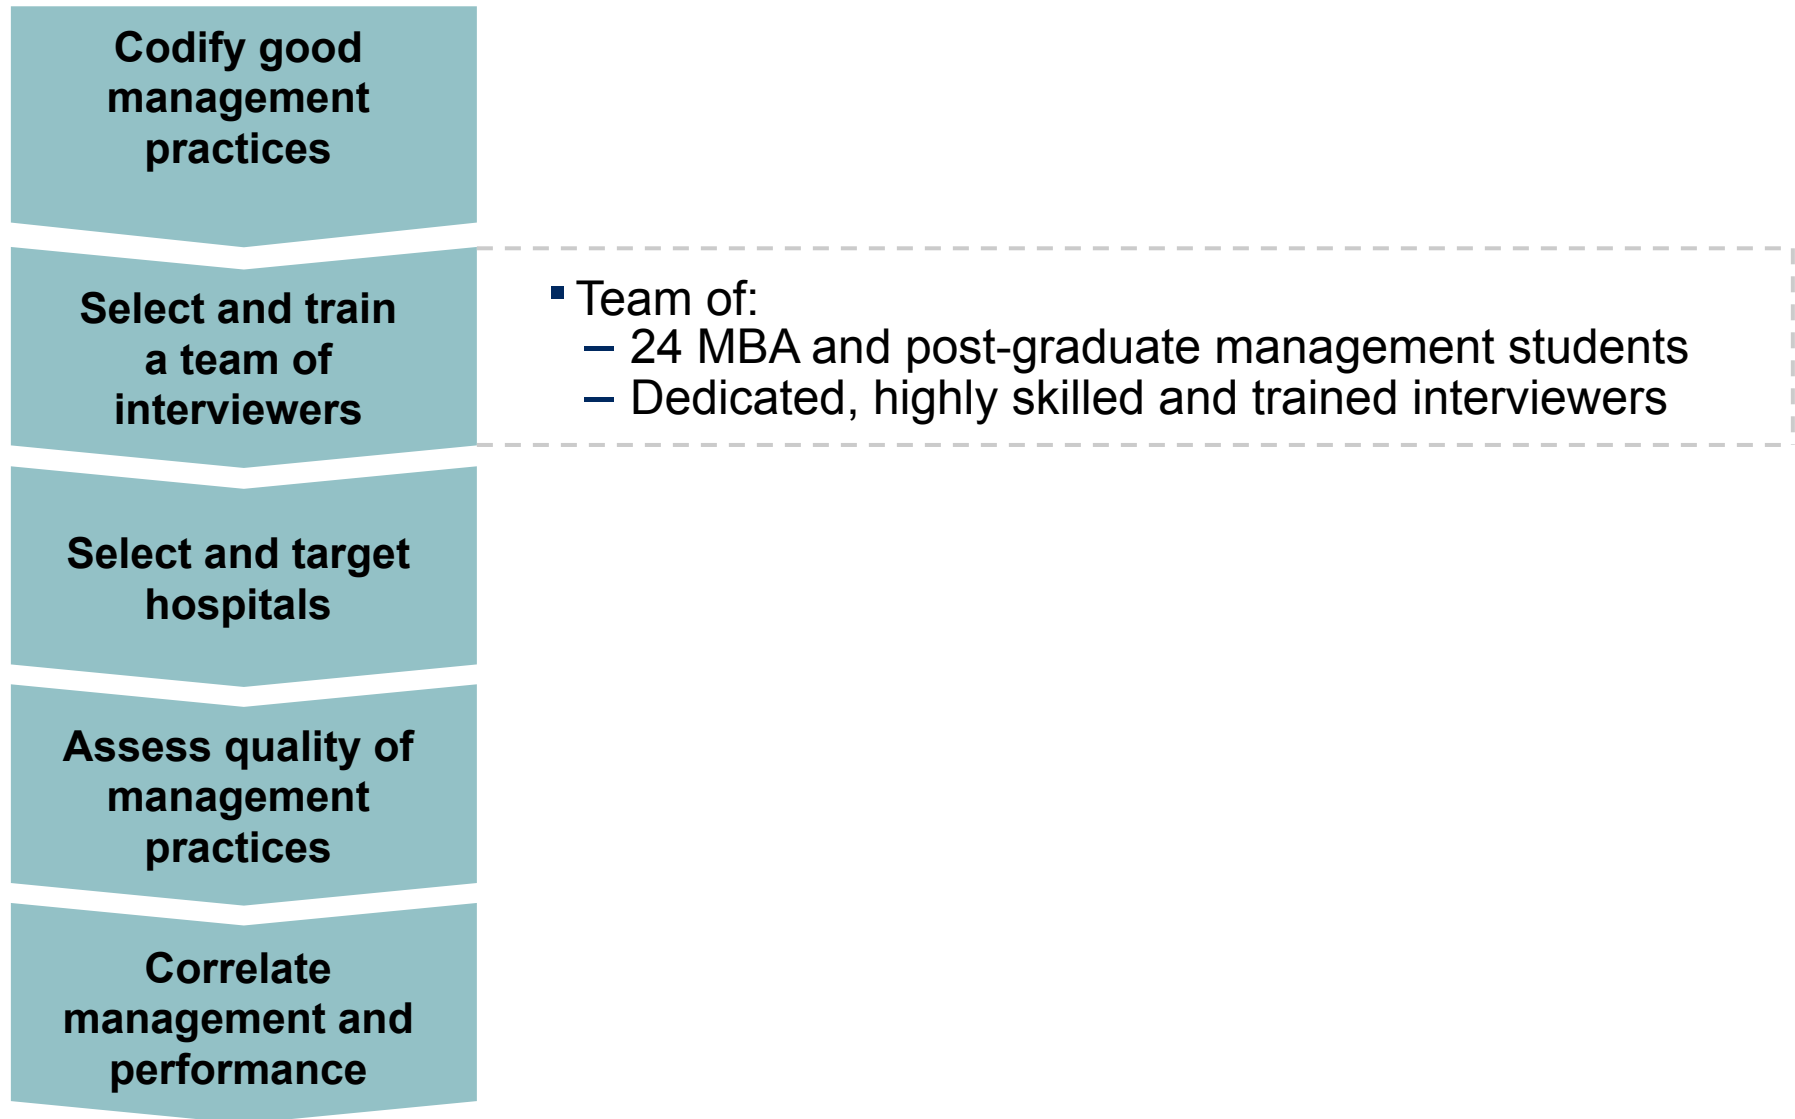 Codify good
management
practices
Select and train
a team of
interviewers
▪ Team of:
– 24 MBA and post-graduate management students
– Dedicated, highly skilled and trained interviewers
Select and target
hospitals
Assess quality of
management
practices
Correlate
management and
performance